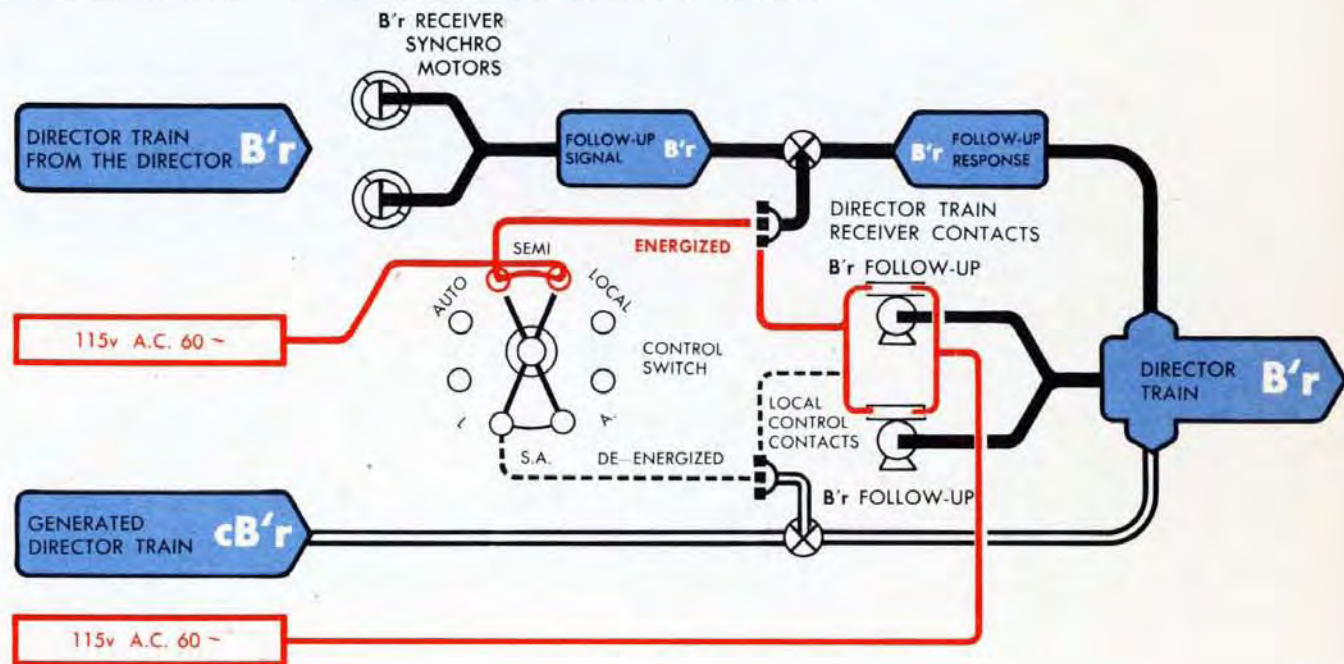 B'r RECEIVER
SYNCHRO
MOTORS
DIRECTOR TRAIN
FROM THE DIRECTOR B'r
FOLLOW-UP
SIGNAL B'r
B'r FOLLOW-UP
RESPONSE
DIRECTOR TRAIN
RECEIVER CONTACTS
ENERGIZED
SEMI
AUTO
LOCAL
B'r FOLLOW-UP
115v A.C. 60 ~
CONTROL
SWITCH
DIRECTOR
TRAIN B'r
LOCAL
CONTROL
CONTACTS
L
A.
S.A.
DE-ENERGIZED
B'r FOLLOW-UP
GENERATED
DIRECTOR TRAIN cB'r
115v A.C. 60 ~